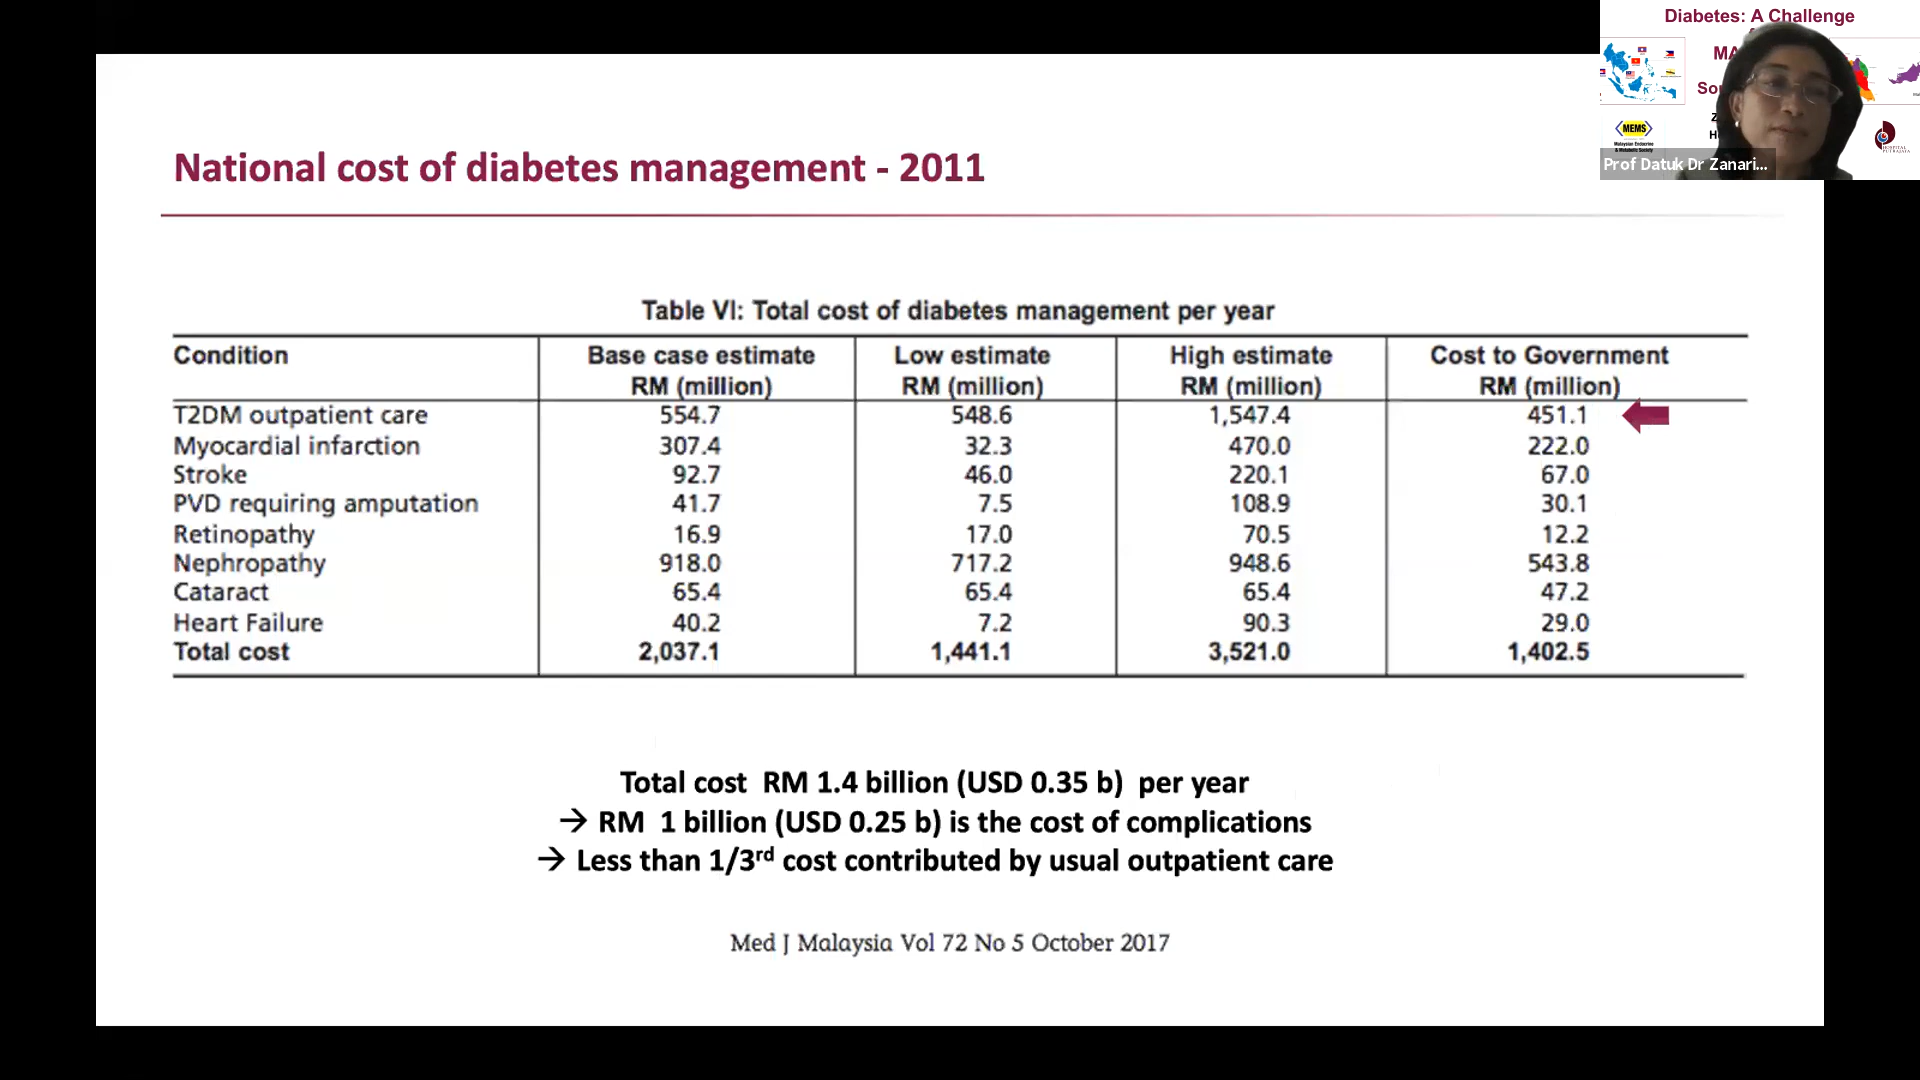 Diabetes: A Challenge
MEMS
Malaysian Endocrine
& Metabolic Society
HOSPITAL
PUTRAJAYA
Prof Datuk Dr Zanari...
National cost of diabetes management - 2011
Table VI: Total cost of diabetes management per year
Condition Base case estimate Low estimate High estimate Cost to Government
RM (million) RM (million) RM (million) RM (million)
T2DM outpatient care 554.7 548.6 1,547.4 451.1
Myocardial infarction 307.4 32.3 470.0 222.0
Stroke 92.7 46.0 220.1 67.0
PVD requiring amputation 41.7 7.5 108.9 30.1
Retinopathy 16.9 17.0 70.5 12.2
Nephropathy 918.0 717.2 948.6 543.8
Cataract 65.4 65.4 65.4 47.2
Heart Failure 40.2 7.2 90.3 29.0
Total cost 2,037.1 1,441.1 3,521.0 1,402.5
Total cost RM 1.4 billion (USD 0.35 b) per year
→ RM 1 billion (USD 0.25 b) is the cost of complications
→ Less than 1/3rd cost contributed by usual outpatient care
Med J Malaysia Vol 72 No 5 October 2017